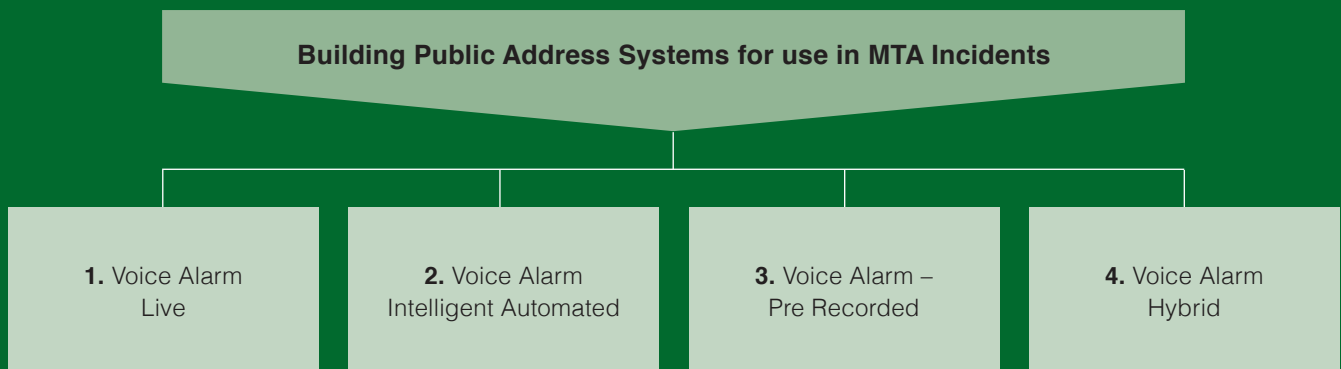 Building Public Address Systems for use in MTA Incidents
1. Voice Alarm
Live
2. Voice Alarm
Intelligent Automated
3. Voice Alarm –
Pre Recorded
4. Voice Alarm
Hybrid